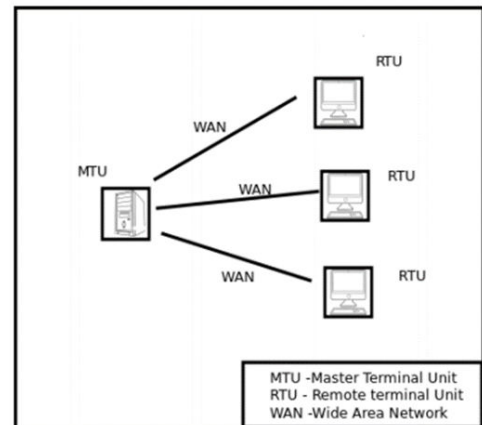 RTU
WAN
MTU
RTU
WAN
RTU
WAN
MTU -Master Terminal Unit
RTU - Remote terminal Unit
WAN -Wide Area Network